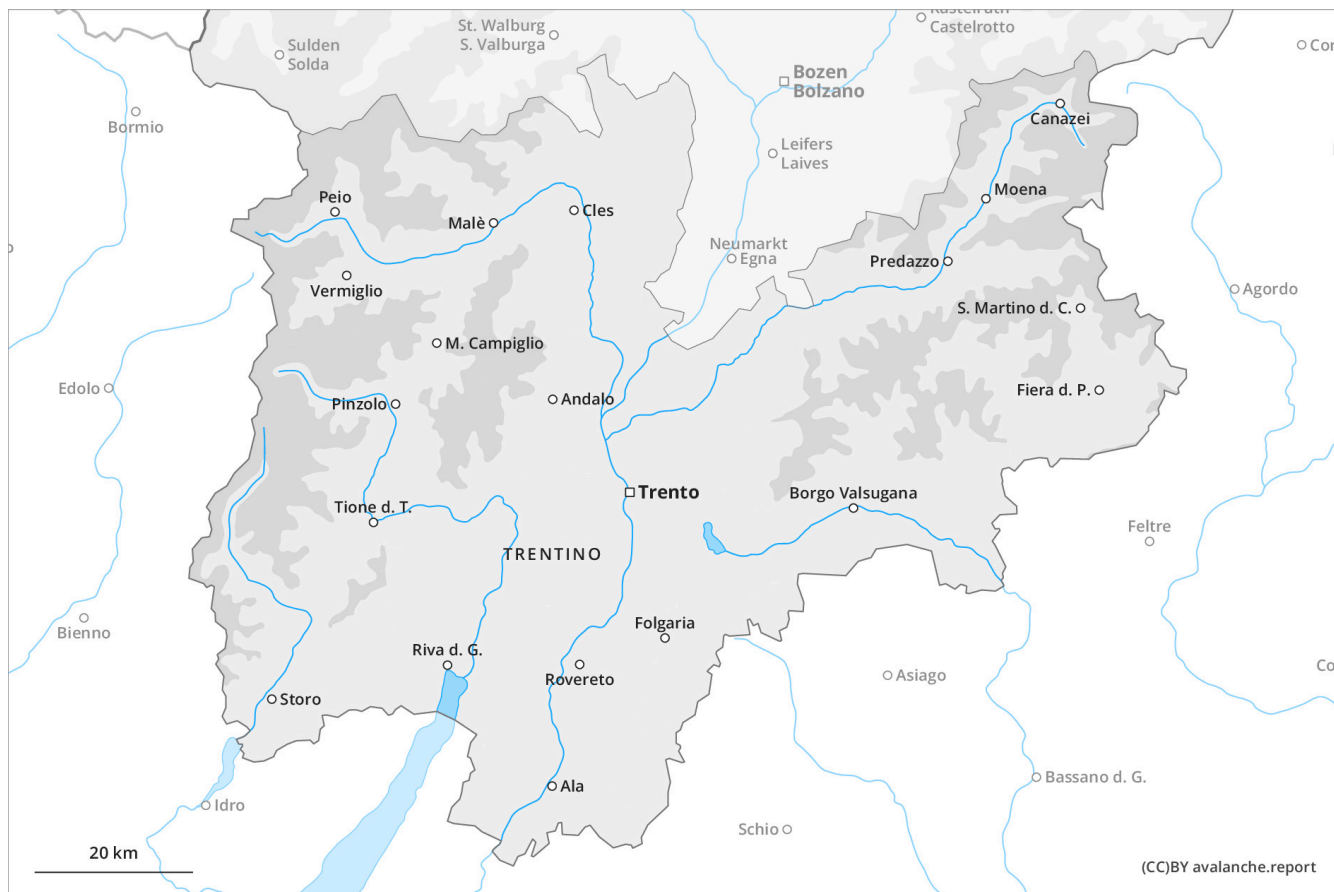 St. Walburg
S. Valburga
Castelrotto
Sulden
Solda
Bozen
Bolzano
Bormio
Canazei
Leifers
Laives
Peio
Moena
Malè
Cles
Neumarkt
Egna
Predazzo
Vermiglio
Agordo
S. Martino d. C.
M. Campiglio
Edolo
Fiera d. P.
Pinzolo
Andalo
Trento
Borgo Valsugana
Tione d. T.
Feltre
TRENTINO
Bienno
Folgaria
Riva d. G.
Rovereto
Asiago
Storo
Bassano d. G.
Ala
Idro
Schio
20 km
(CC)BY avalanche.report